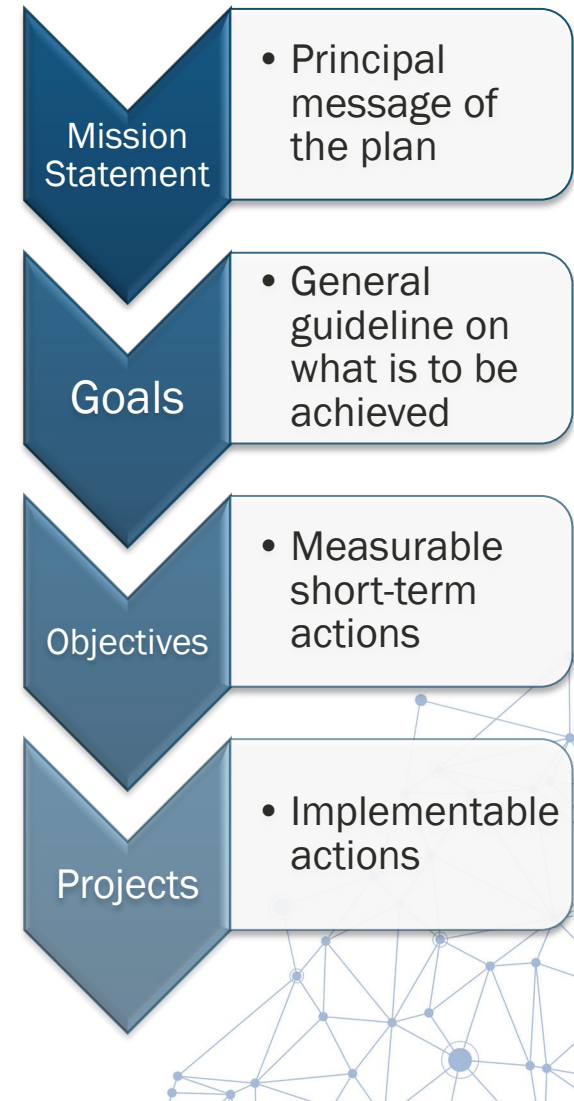 Mission
Statement
• Principal
message of
the plan
Goals
• General
guideline on
what is to be
achieved
Objectives
• Measurable
short-term
actions
Projects
• Implementable
actions